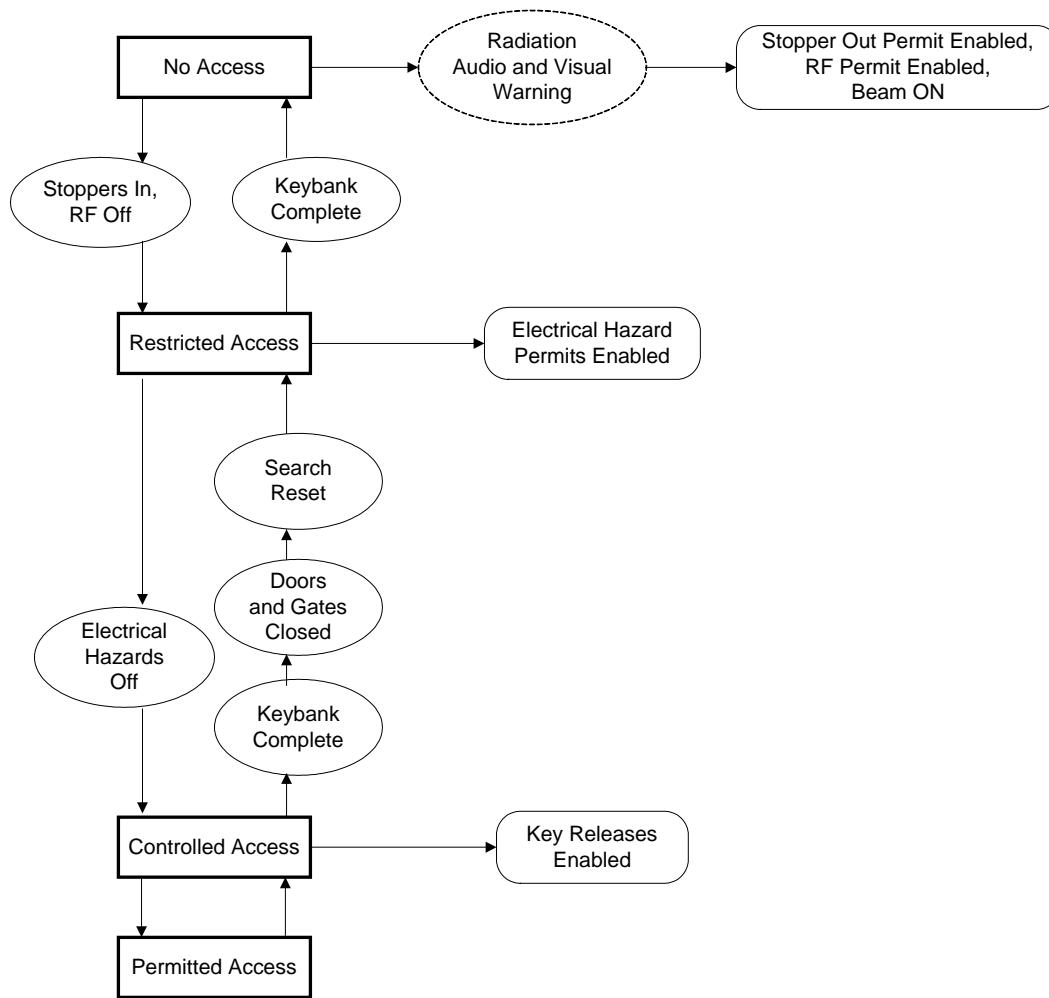 No Access
Radiation
Audio and Visual
Warning
Stopper Out Permit Enabled,
RF Permit Enabled,
Beam ON
Stoppers In,
RF Off
Keybank
Complete
Restricted Access
Electrical Hazard
Permits Enabled
Search
Reset
Doors
and Gates
Closed
Electrical
Hazards
Off
Keybank
Complete
Controlled Access
Key Releases
Enabled
Permitted Access